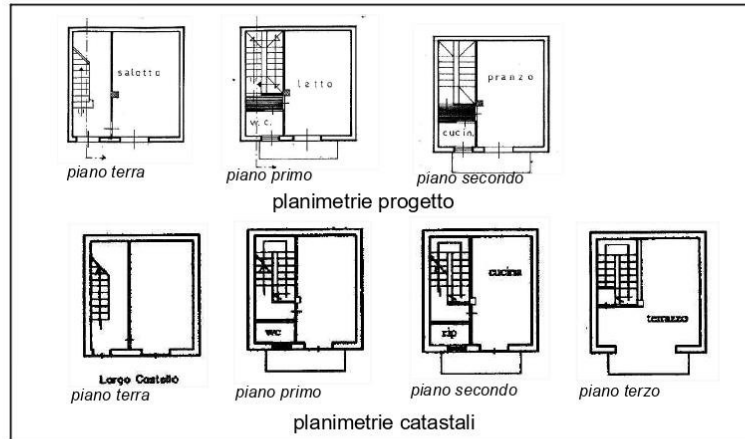 salotto
letto
pranzo
w.c.
cucin.
piano terra
piano primo
piano secondo
planimetrie progetto
cucina
wc
rip
terrazzo
Largo Castello
piano terra
piano primo
piano secondo
piano terzo
planimetrie catastali